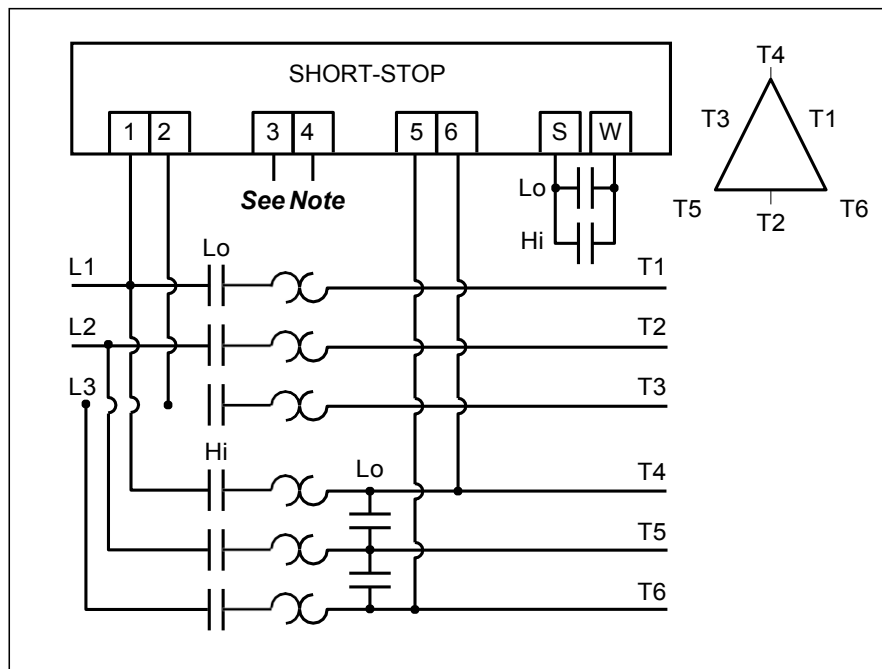 SHORT-STOP
1 2 3 4 5 6 S W
See Note
Lo
Hi
T4
T3 T1
T5 T2 T6
Lo
L1 T1
L2 T2
L3 T3
Hi
Lo
T4
T5
T6